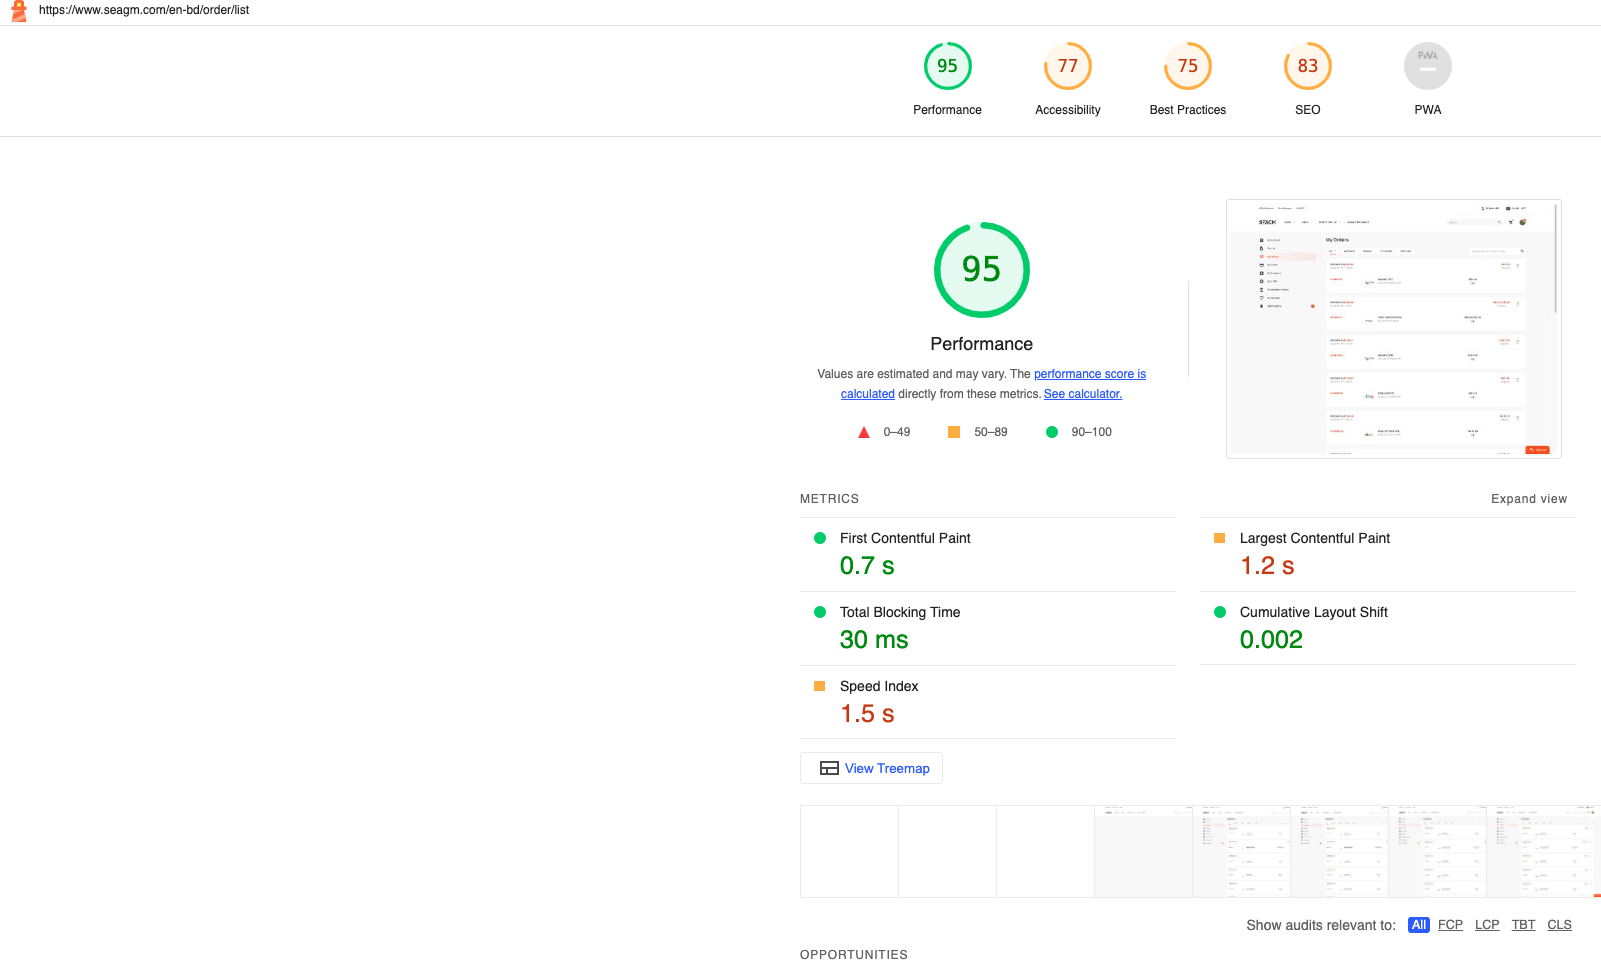 https://www.seagm.com/en-bd/order/list
95
77
75
83
PWA
Performance
Accessibility
Best Practices
SEO
PWA
95
Performance
Values are estimated and may vary. The performance score is
calculated directly from these metrics. See calculator.
0–49
50–89
90–100
My Orders
METRICS
Expand view
First Contentful Paint
0.7 s
Largest Contentful Paint
1.2 s
Total Blocking Time
30 ms
Cumulative Layout Shift
0.002
Speed Index
1.5 s
View Treemap
Show audits relevant to: All FCP LCP TBT CLS
OPPORTUNITIES